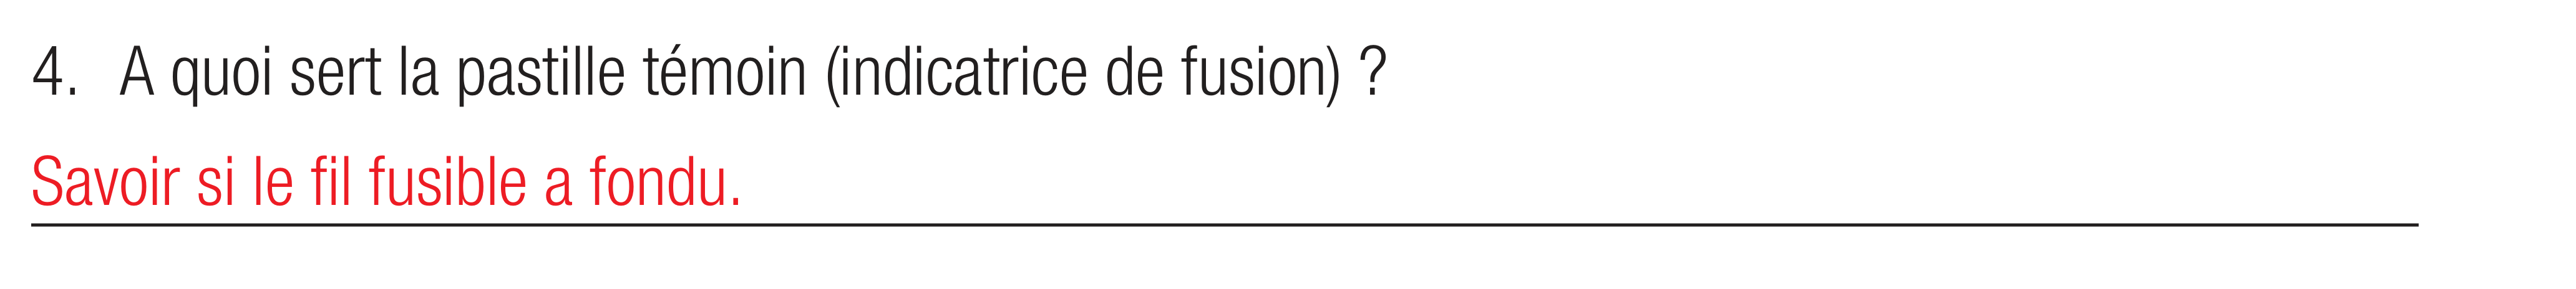 4. A quoi sert la pastille témoin (indicatrice de fusion) ?
Savoir si le fil fusible a fondu.